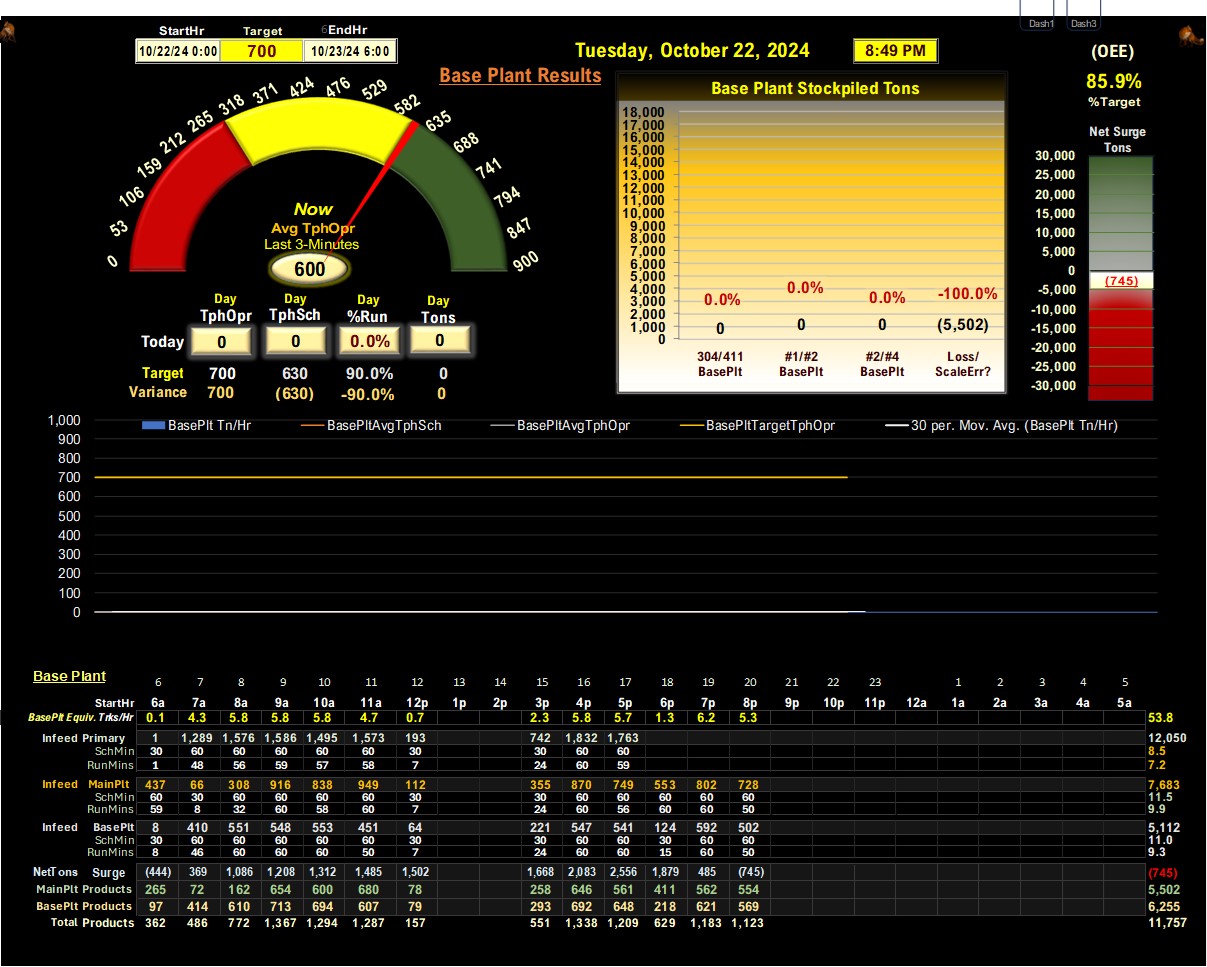 Dash1 Dash3
StartHr Target 6EndHr
10/22/24 0:00 700 10/23/24 6:00
Tuesday, October 22, 2024 8:49 PM
(OEE)
85.9%
%Target
Base Plant Results
Base Plant Stockpiled Tons
Net Surge
Tons
0 53 106 159 212 265 318 371 424 476 529 582 635 688 741 794 847 900
Now
Avg TphOpr
Last 3-Minutes
600
18,000
17,000
16,000
15,000
14,000
13,000
12,000
11,000
10,000
9,000
8,000
7,000
6,000
5,000
4,000
3,000
2,000
1,000
0
0.0% 0.0% 0.0% -100.0%
0 0 0 (5,502)
304/411 #1/#2 #2/#4 Loss/
BasePlt BasePlt BasePlt ScaleErr?
30,000
25,000
20,000
15,000
10,000
5,000
0
(745)
-5,000
-10,000
-15,000
-20,000
-25,000
-30,000
Day Day Day Day
TphOpr TphSch %Run Tons
Today 0 0 0.0% 0
Target 700 630 90.0% 0
Variance 700 (630) -90.0% 0
BasePlt Tn/Hr BasePltAvgTphSch BasePltAvgTphOpr BasePltTargetTphOpr 30 per. Mov. Avg. (BasePlt Tn/Hr)
1,000
900
800
700
600
500
400
300
200
100
0
Base Plant 6 7 8 9 10 11 12 13 14 15 16 17 18 19 20 21 22 23 1 2 3 4 5
StartHr 6a 7a 8a 9a 10a 11a 12p 1p 2p 3p 4p 5p 6p 7p 8p 9p 10p 11p 12a 1a 2a 3a 4a 5a
BasePlt Equiv. Trks/Hr 0.1 4.3 5.8 5.8 5.8 4.7 0.7 2.3 5.8 5.7 1.3 6.2 5.3 53.8
Infeed Primary 1 1,289 1,576 1,586 1,495 1,573 193 742 1,832 1,763 12,050
SchMin 30 60 60 60 60 60 30 30 60 60 8.5
RunMins 1 48 56 59 57 58 7 24 60 59 7.2
Infeed MainPlt 437 66 308 916 838 949 112 355 870 749 553 802 728 7,683
SchMin 60 30 60 60 60 60 30 30 60 60 60 60 60 11.5
RunMins 59 8 32 60 58 60 7 24 60 56 60 60 50 9.9
Infeed BasePlt 8 410 551 548 553 451 64 221 547 541 124 592 502 5,112
SchMin 30 60 60 60 60 60 30 30 60 60 30 60 60 11.0
RunMins 8 46 60 60 60 50 7 24 60 60 15 60 50 9.3
NetTons Surge (444) 369 1,086 1,208 1,312 1,485 1,502 1,668 2,083 2,556 1,879 485 (745) (745)
MainPlt Products 265 72 162 654 600 680 78 258 646 561 411 562 554 5,502
BasePlt Products 97 414 610 713 694 607 79 293 692 648 218 621 569 6,255
Total Products 362 486 772 1,367 1,294 1,287 157 551 1,338 1,209 629 1,183 1,123 11,757